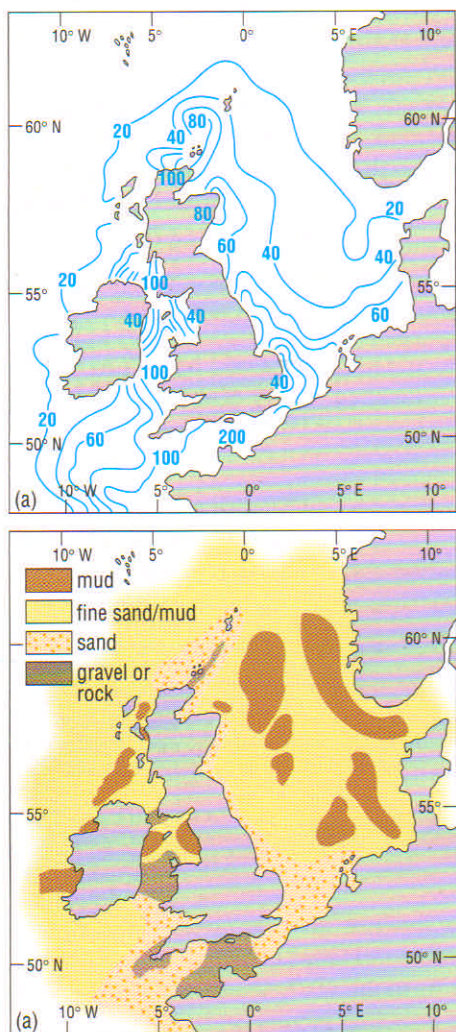 10° W 5° 0° 5° E 10°
60° N 60°
20 80
40
100
80 20
60 40
20 40
55° 100 60 55°
40 40
40
100
20
50° N 60 200 50°
100
(a) 10° W 5° 0° 5° E 10°
10° W 5° 0° 5° E 10°
mud
fine sand/mud
sand 60°
gravel or
rock
55° 55°
50° N 50°
(a) 10° W 5° 0° 5° E 10°